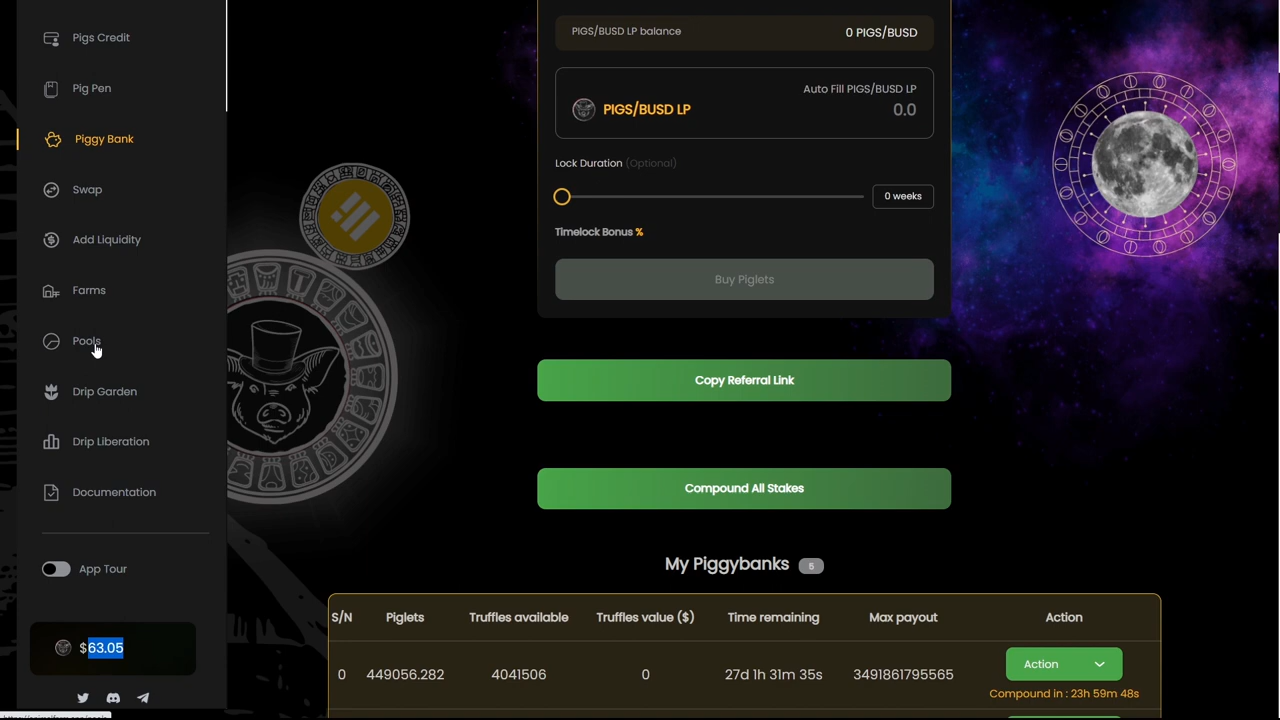 Pigs Credit
Pig Pen
Piggy Bank
Swap
Add Liquidity
Farms
Pools
Drip Garden
Drip Liberation
Documentation
App Tour
$63.05
PIGS/BUSD LP balance 0 PIGS/BUSD
Auto Fill PIGS/BUSD LP
PIGS/BUSD LP 0.0
Lock Duration (Optional)
0 weeks
Timelock Bonus %
Buy Piglets
Copy Referral Link
Compound All Stakes
My Piggybanks 5
S/N Piglets Truffles available Truffles value ($) Time remaining Max payout Action
0 449056.282 4041506 0 27d 1h 31m 35s 3491861795565 Action
Compound in : 23h 59m 48s